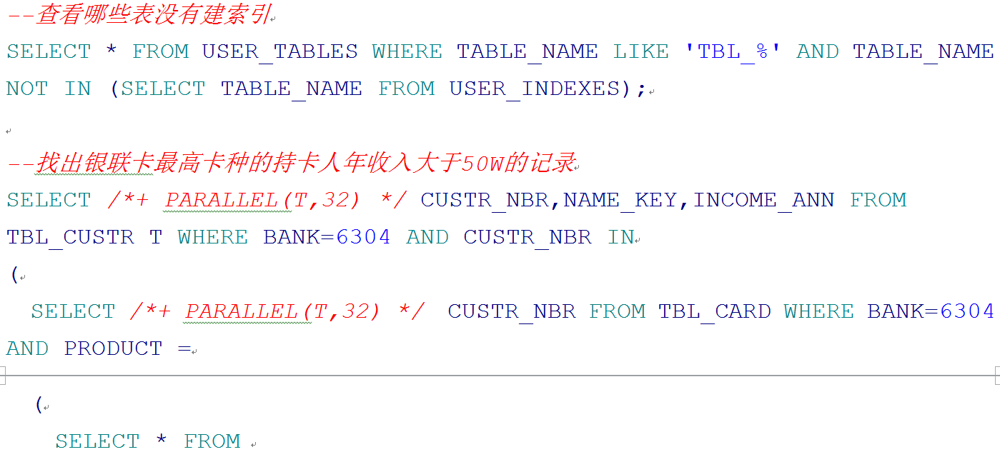 --查看哪些表没有建索引
SELECT * FROM USER_TABLES WHERE TABLE_NAME LIKE 'TBL_%' AND TABLE_NAME
NOT IN (SELECT TABLE_NAME FROM USER_INDEXES);
--找出银联卡最高卡种的持卡人年收入大于50W的记录
SELECT /*+ PARALLEL(T,32) */ CUSTR_NBR,NAME_KEY,INCOME_ANN FROM
TBL_CUSTR T WHERE BANK=6304 AND CUSTR_NBR IN
(
SELECT /*+ PARALLEL(T,32) */ CUSTR_NBR FROM TBL_CARD WHERE BANK=6304
AND PRODUCT =
(
SELECT * FROM